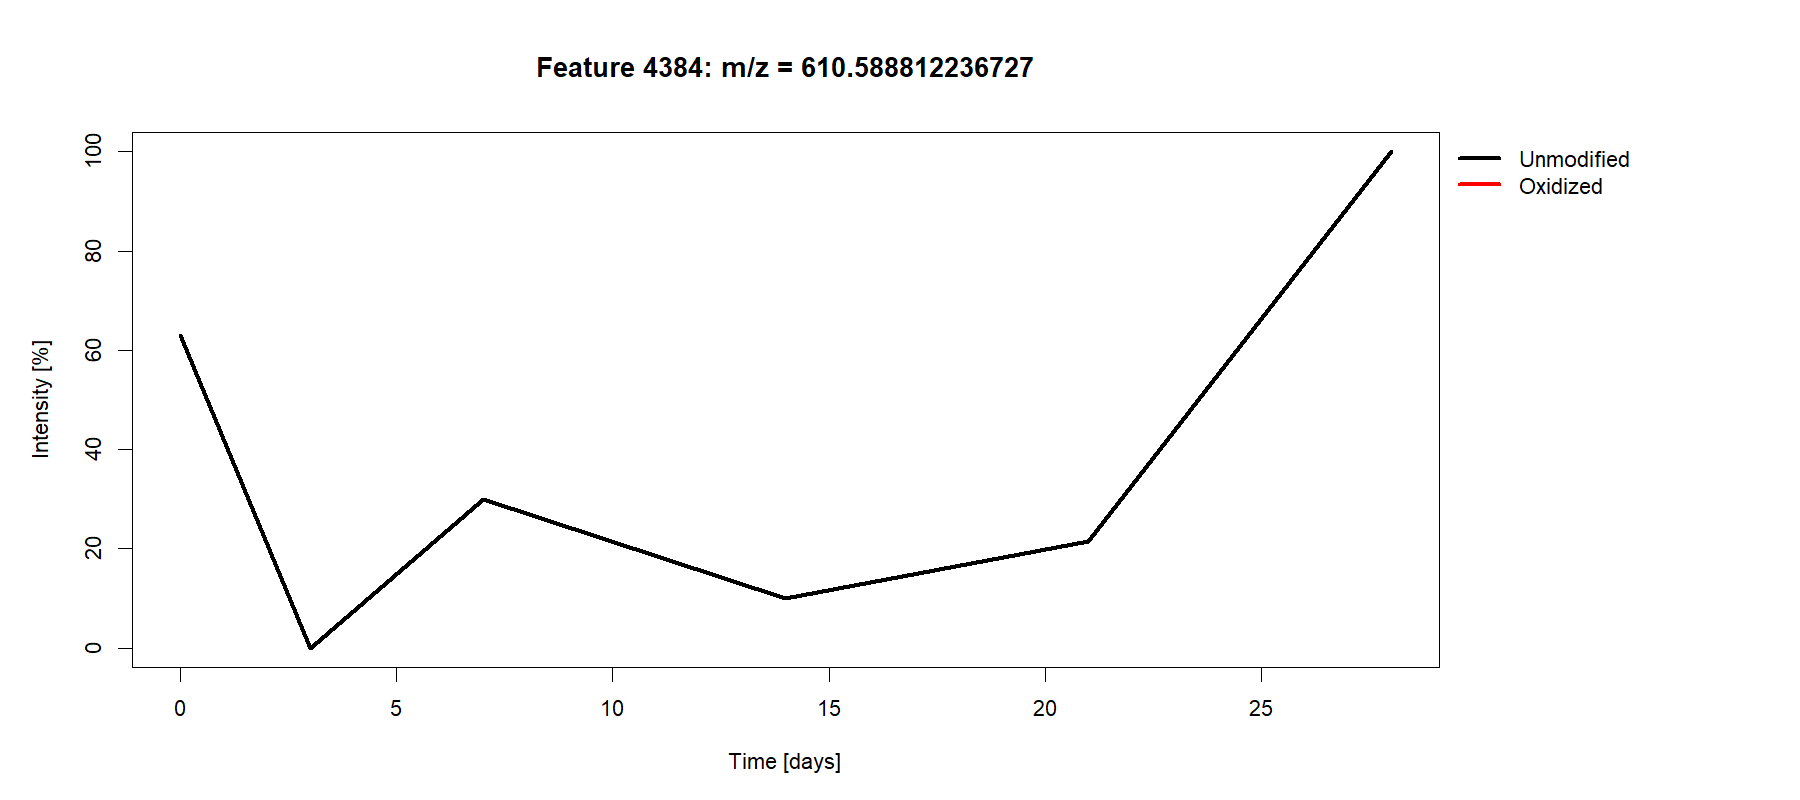 Feature 4384: m/z = 610.588812236727
Unmodified
Oxidized
Intensity [%]
100
80
60
40
20
0
0 5 10 15 20 25
Time [days]